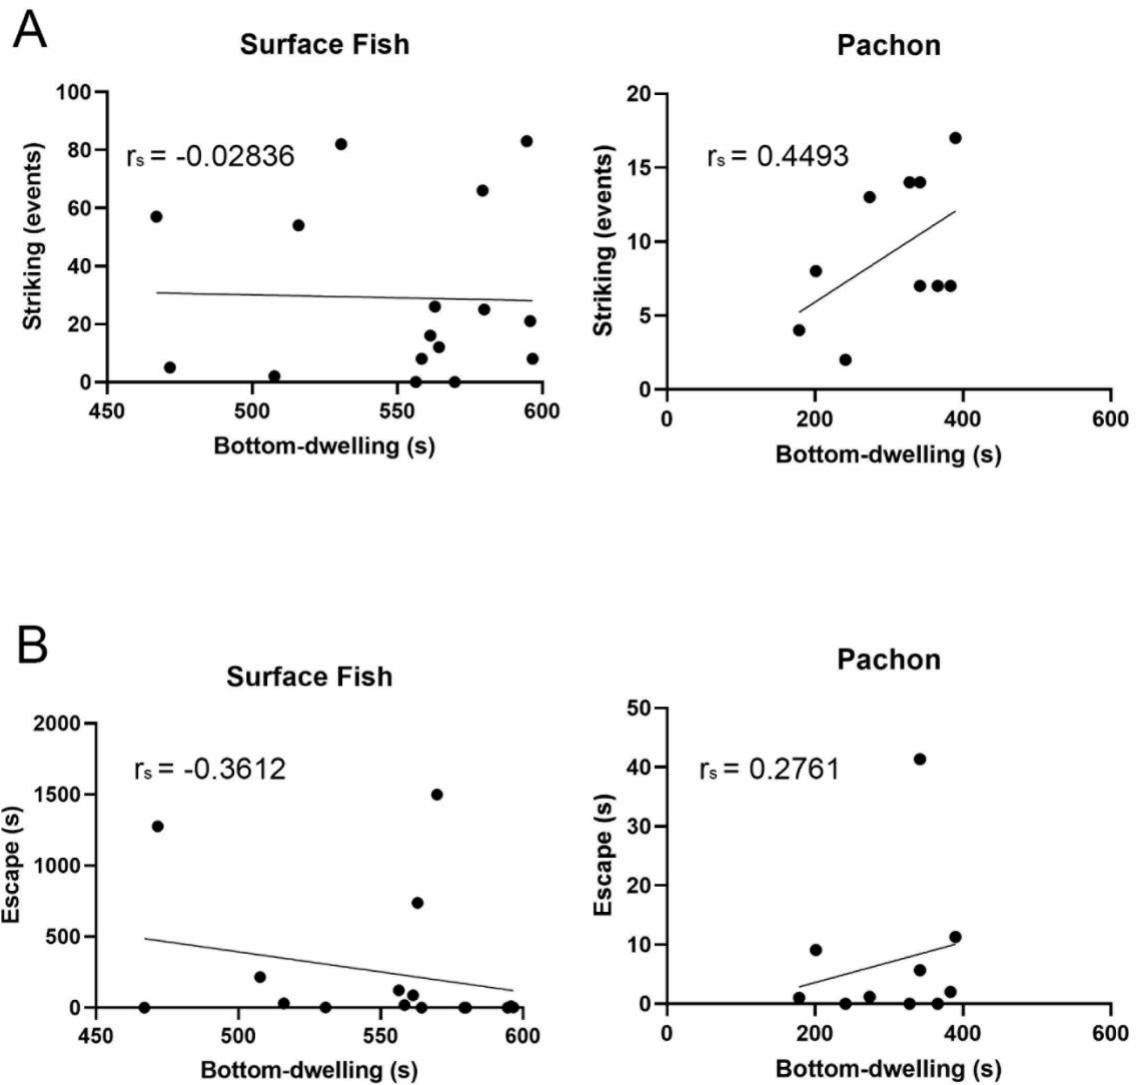 A
Surface Fish
Striking (events)
100
80
60
40
20
0
rs = -0.02836
450 500 550 600
Bottom-dwelling (s)
Pachon
Striking (events)
20
15
10
5
0
rs = 0.4493
0 200 400 600
Bottom-dwelling (s)
B
Surface Fish
Escape (s)
2000
1500
1000
500
0
rs = -0.3612
450 500 550 600
Bottom-dwelling (s)
Pachon
Escape (s)
50
40
30
20
10
0
rs = 0.2761
0 200 400 600
Bottom-dwelling (s)